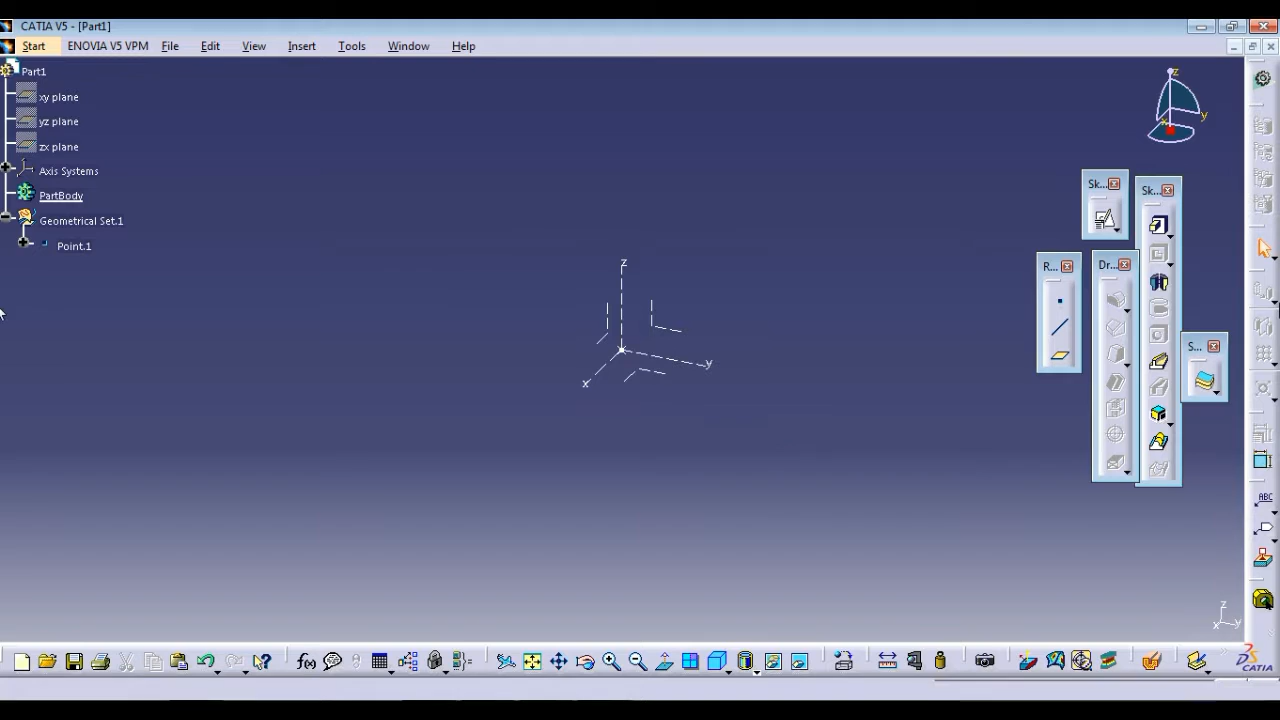 CATIA V5 - [Part1]
Start ENOVIA V5 VPM File Edit View Insert Tools Window Help
Part1
xy plane
yz plane
zx plane
Axis Systems
PartBody
Geometrical Set.1
Point.1
z
y
x
Sk...
Sk...
R...
Dr...
S...
z
y
x
ABC
z
x
y
f(x)
CATIA